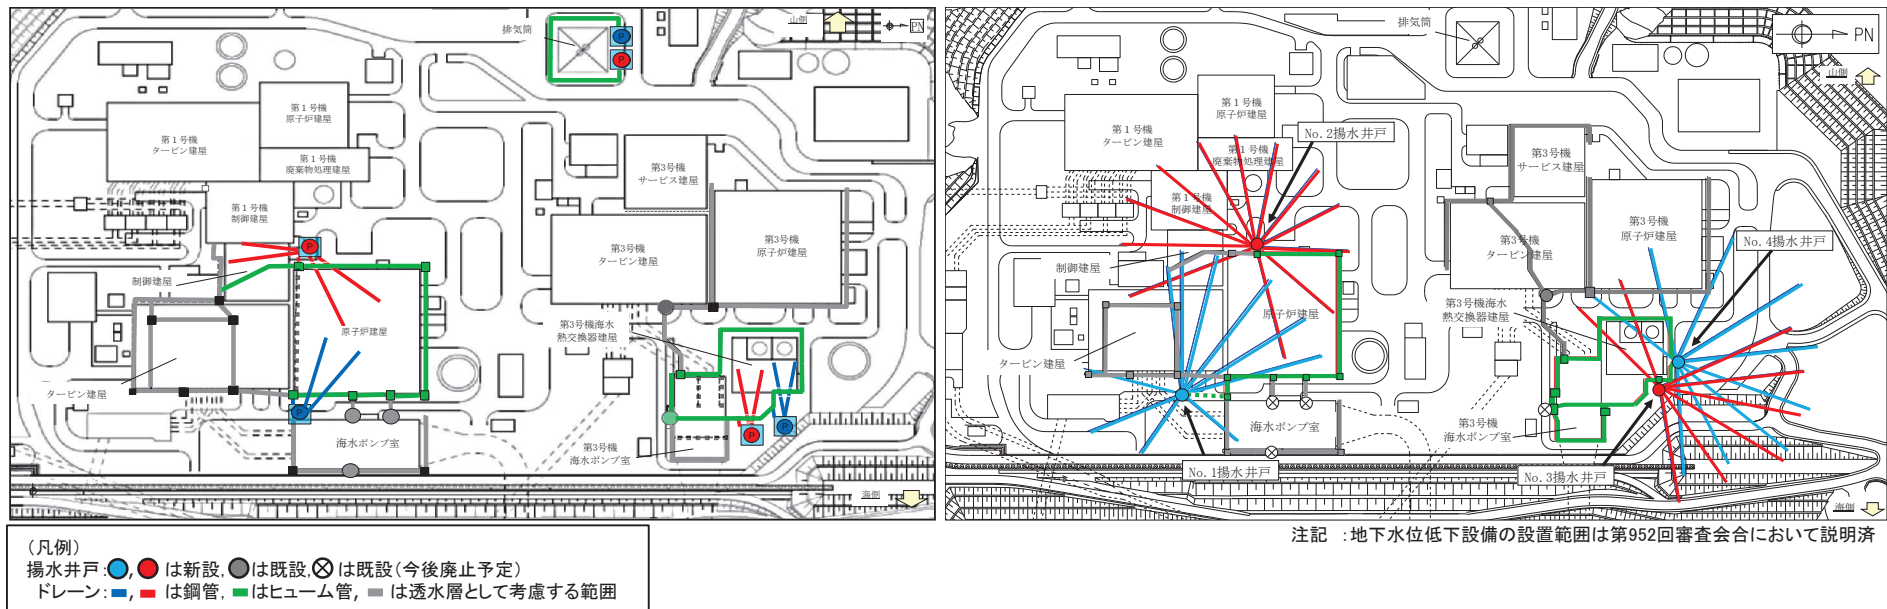 排気筒
山側
PN
P
P
第1号機
原子炉建屋
第1号機
タービン建屋
第1号機
廃棄物処理建屋
第1号機
制御建屋
第3号機
サービス建屋
第3号機
タービン建屋
第3号機
原子炉建屋
P
制御建屋
原子炉建屋
第3号機海水
熱交換器建屋
タービン建屋
P
海水ポンプ室
P
P
第3号機
海水ポンプ室
海側
排気筒
PN
山側
第1号機
原子炉建屋
第1号機
タービン建屋
No.2揚水井戸
第1号機
廃棄物処理建屋
第1号機
制御建屋
第3号機
サービス建屋
第3号機
原子炉建屋
第3号機
タービン建屋
No.4揚水井戸
制御建屋
原子炉建屋
第3号機海水
熱交換器建屋
タービン建屋
海水ポンプ室
第3号機
海水ポンプ室
No.1揚水井戸
No.3揚水井戸
海側
注記 :地下水位低下設備の設置範囲は第952回審査会合において説明済
(凡例)
揚水井戸: , は新設, は既設, は既設(今後廃止予定)
ドレーン: , は鋼管, はヒューム管, は透水層として考慮する範囲